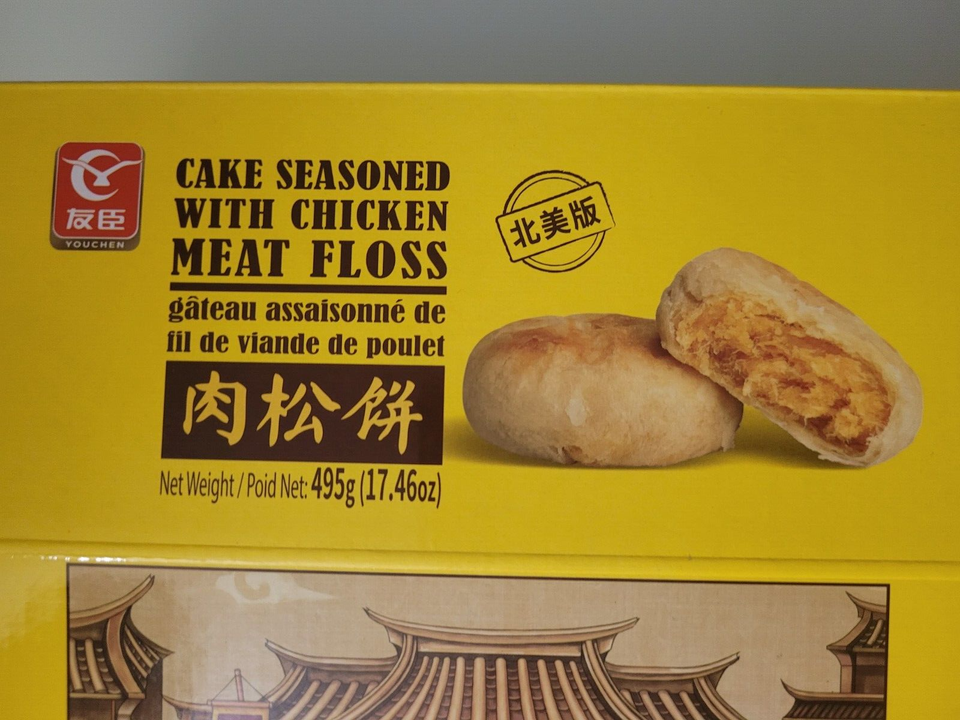 友臣
YOUCHEN
CAKE SEASONED
WITH CHICKEN
MEAT FLOSS
gâteau assaisonné de
fil de viande de poulet
肉松饼
Net Weight / Poid Net: 495g (17.46oz)
北美版